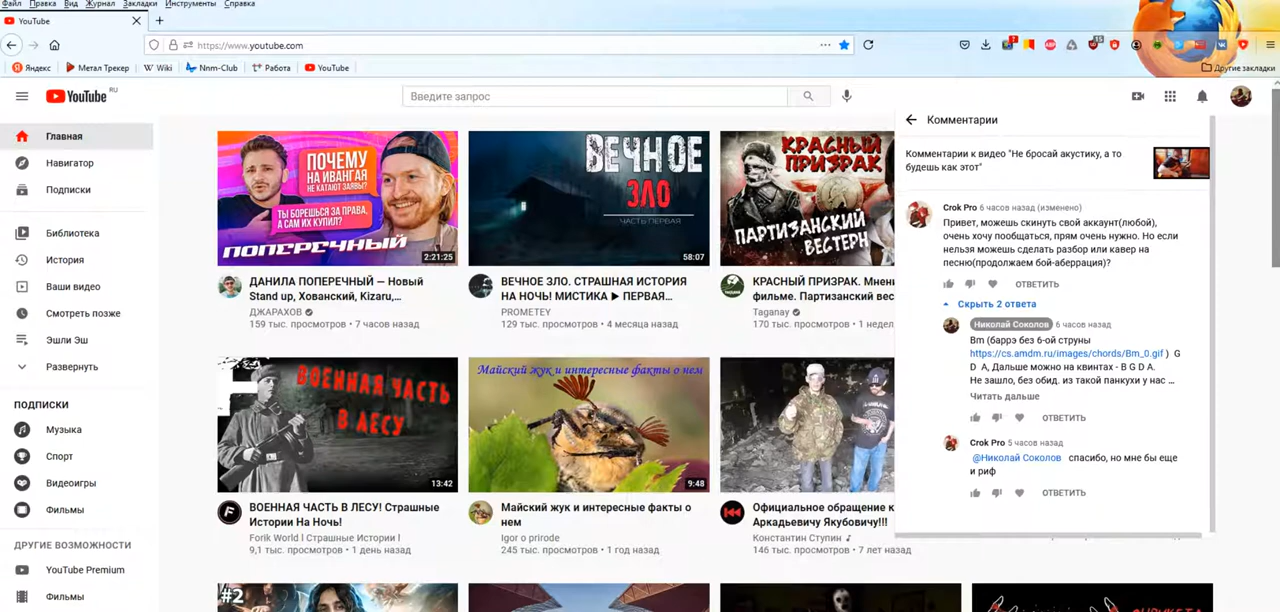 Файл Правка Вид Журнал Закладки Инструменты Справка
YouTube
https://www.youtube.com
7
15
ABP
Яндекс Метал Трекер W Wiki Nnm-Club Работа YouTube Другие закладки
YouTube RU
Введите запрос
Главная
Навигатор
Подписки
Библиотека
История
Ваши видео
Смотреть позже
Эшли Эш
Развернуть
ПОДПИСКИ
Музыка
Спорт
Видеоигры
Фильмы
ДРУГИЕ ВОЗМОЖНОСТИ
YouTube Premium
Фильмы
ПОЧЕМУ
НА ИВАНГАЯ
НЕ КАТАЮТ ЗАЯВЫ?
ТЫ БОРЕШЬСЯ ЗА ПРАВА,
А САМ ИХ КУПИЛ?
ПОПЕРЕЧНЫЙ
2:21:25
ДАНИЛА ПОПЕРЕЧНЫЙ — Новый
Stand up, Хованский, Kizaru,...
ДЖАРАХОВ
159 тыс. просмотров • 7 часов назад
ВЕЧНОЕ
ЗЛО
ЧАСТЬ ПЕРВАЯ
58:07
ВЕЧНОЕ ЗЛО. СТРАШНАЯ ИСТОРИЯ
НА НОЧЬ! МИСТИКА ► ПЕРВАЯ...
PROMETEY
129 тыс. просмотров • 4 месяца назад
КРАСНЫЙ
ПРИЗРАК
ПАРТИЗАНСКИЙ
ВЕСТЕРН
КРАСНЫЙ ПРИЗРАК. Мнен
фильме. Партизанский вес
Taganay
170 тыс. просмотров • 1 недел
ВОЕННАЯ ЧАСТЬ
В ЛЕСУ
13:42
ВОЕННАЯ ЧАСТЬ В ЛЕСУ! Страшные
Истории На Ночь!
Forik World l Страшные Истории l
9,1 тыс. просмотров • 1 день назад
Майский жук и интересные факты о нем
9:48
Майский жук и интересные факты о
нем
Igor o prirode
245 тыс. просмотров • 1 год назад
Официальное обращение к
Аркадьевичу Якубовичу!!!
Константин Ступин
146 тыс. просмотров • 7 лет назад
#2
Комментарии
Комментарии к видео "Не бросай акустику, а то
будешь как этот"
Crok Pro 6 часов назад (изменено)
Привет, можешь скинуть свой аккаунт(любой),
очень хочу пообщаться, прям очень нужно. Но если
нельзя можешь сделать разбор или кавер на
песню(продолжаем бой-аберрация)?
ОТВЕТИТЬ
Скрыть 2 ответа
Николай Соколов 6 часов назад
Bm (баррэ без 6-ой струны
https://cs.amdm.ru/images/chords/Bm_0.gif ) G
D A, Дальше можно на квинтах - B G D A.
Не зашло, без обид. из такой панкухи у нас ...
Читать дальше
ОТВЕТИТЬ
Crok Pro 5 часов назад
@Николай Соколов спасибо, но мне бы еще
и риф
ОТВЕТИТЬ